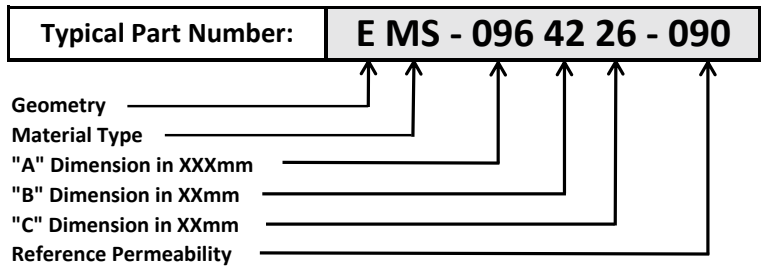 Typical Part Number: E MS - 096 42 26 - 090
Geometry
Material Type
"A" Dimension in XXXmm
"B" Dimension in XXmm
"C" Dimension in XXmm
Reference Permeability